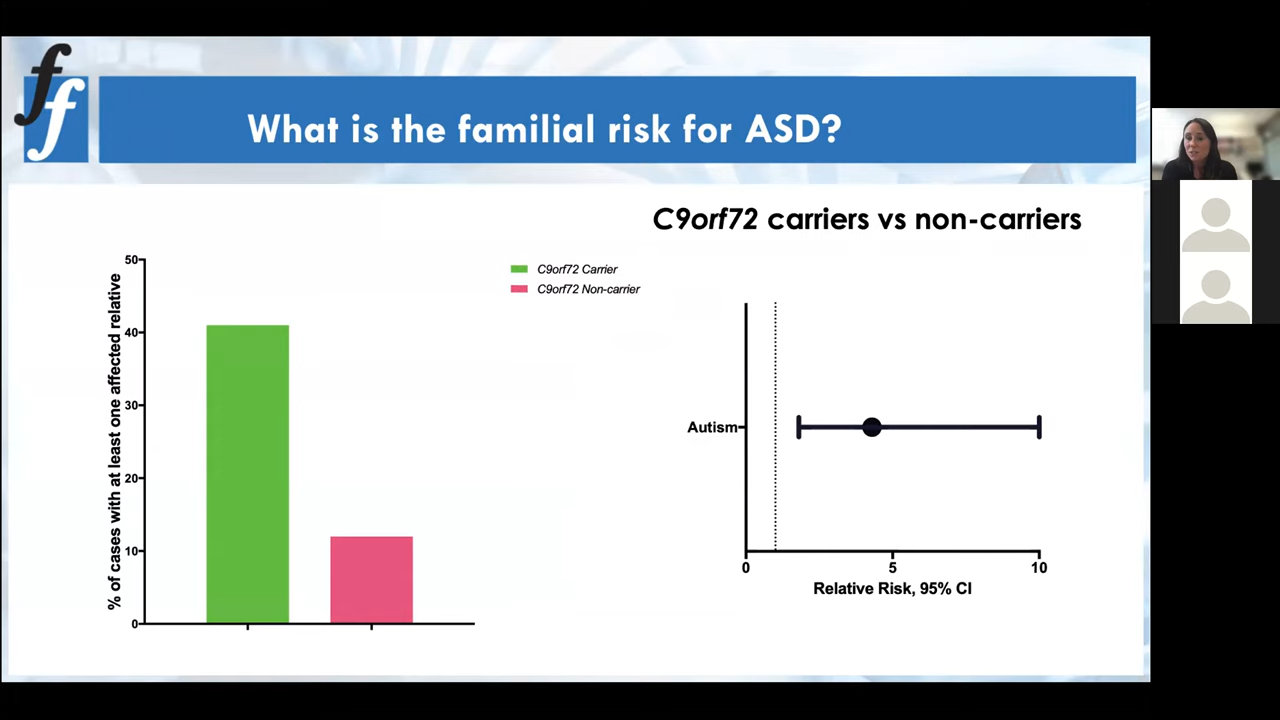 ff
What is the familial risk for ASD?
C9orf72 carriers vs non-carriers
% of cases with at least one affected relative
50
40
30
20
10
0
C9orf72 Carrier
C9orf72 Non-carrier
Autism
0 5 10
Relative Risk, 95% CI